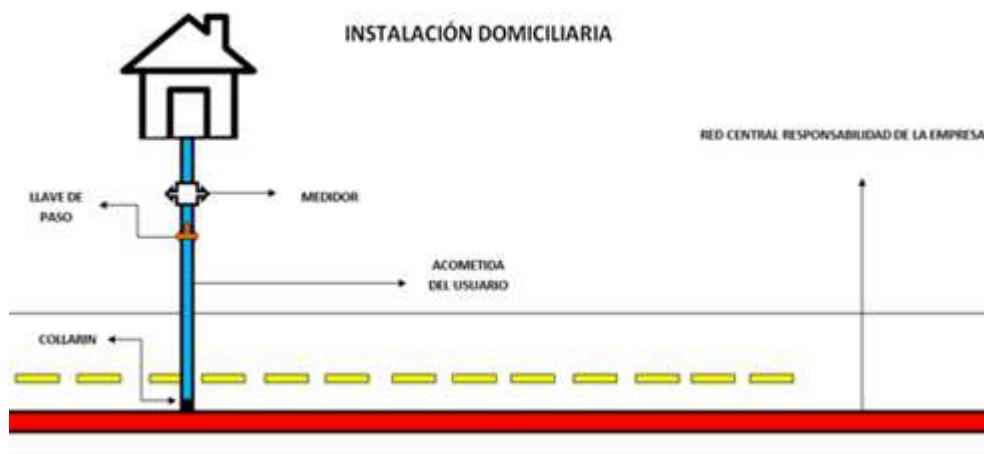 INSTALACIÓN DOMICILIARIA
RED CENTRAL RESPONSABILIDAD DE LA EMPRESA
LLAVE DE
PASO
MEDIDOR
ACOMETIDA
DEL USUARIO
COLLARIN